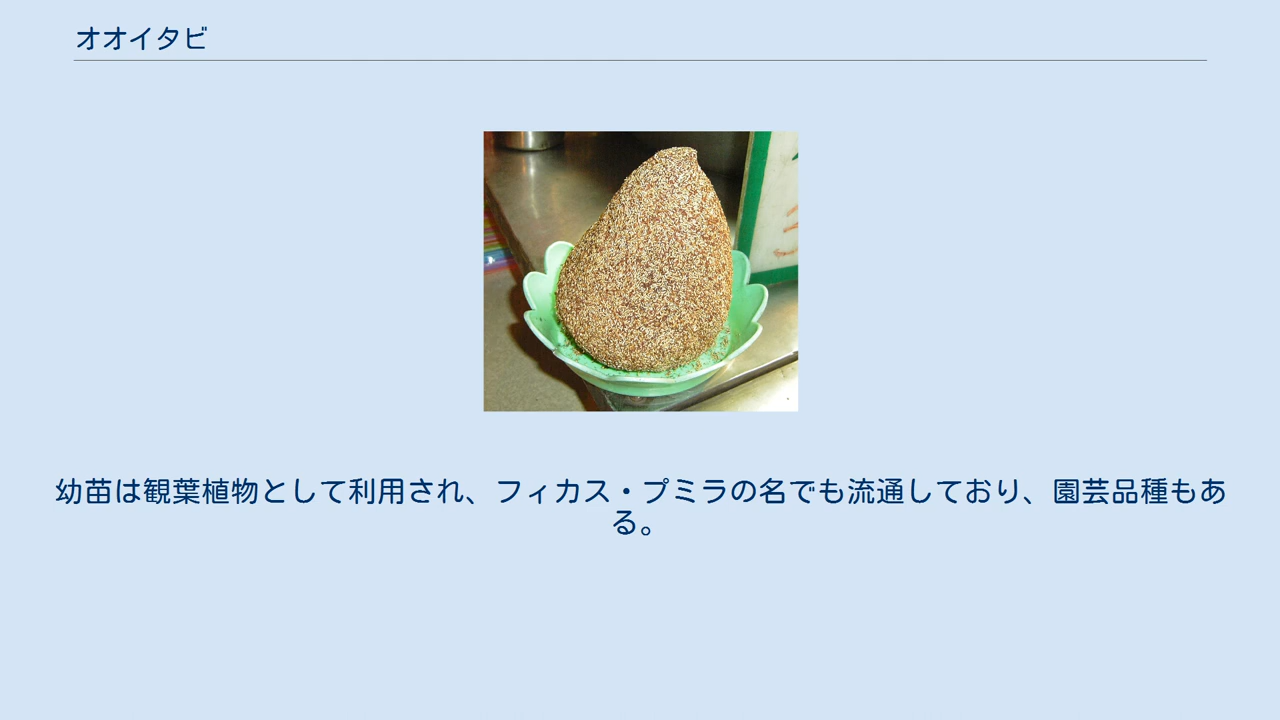 オオイタビ
幼苗は観葉植物として利用され、フィカス・プミラの名でも流通しており、園芸品種もあ
る。